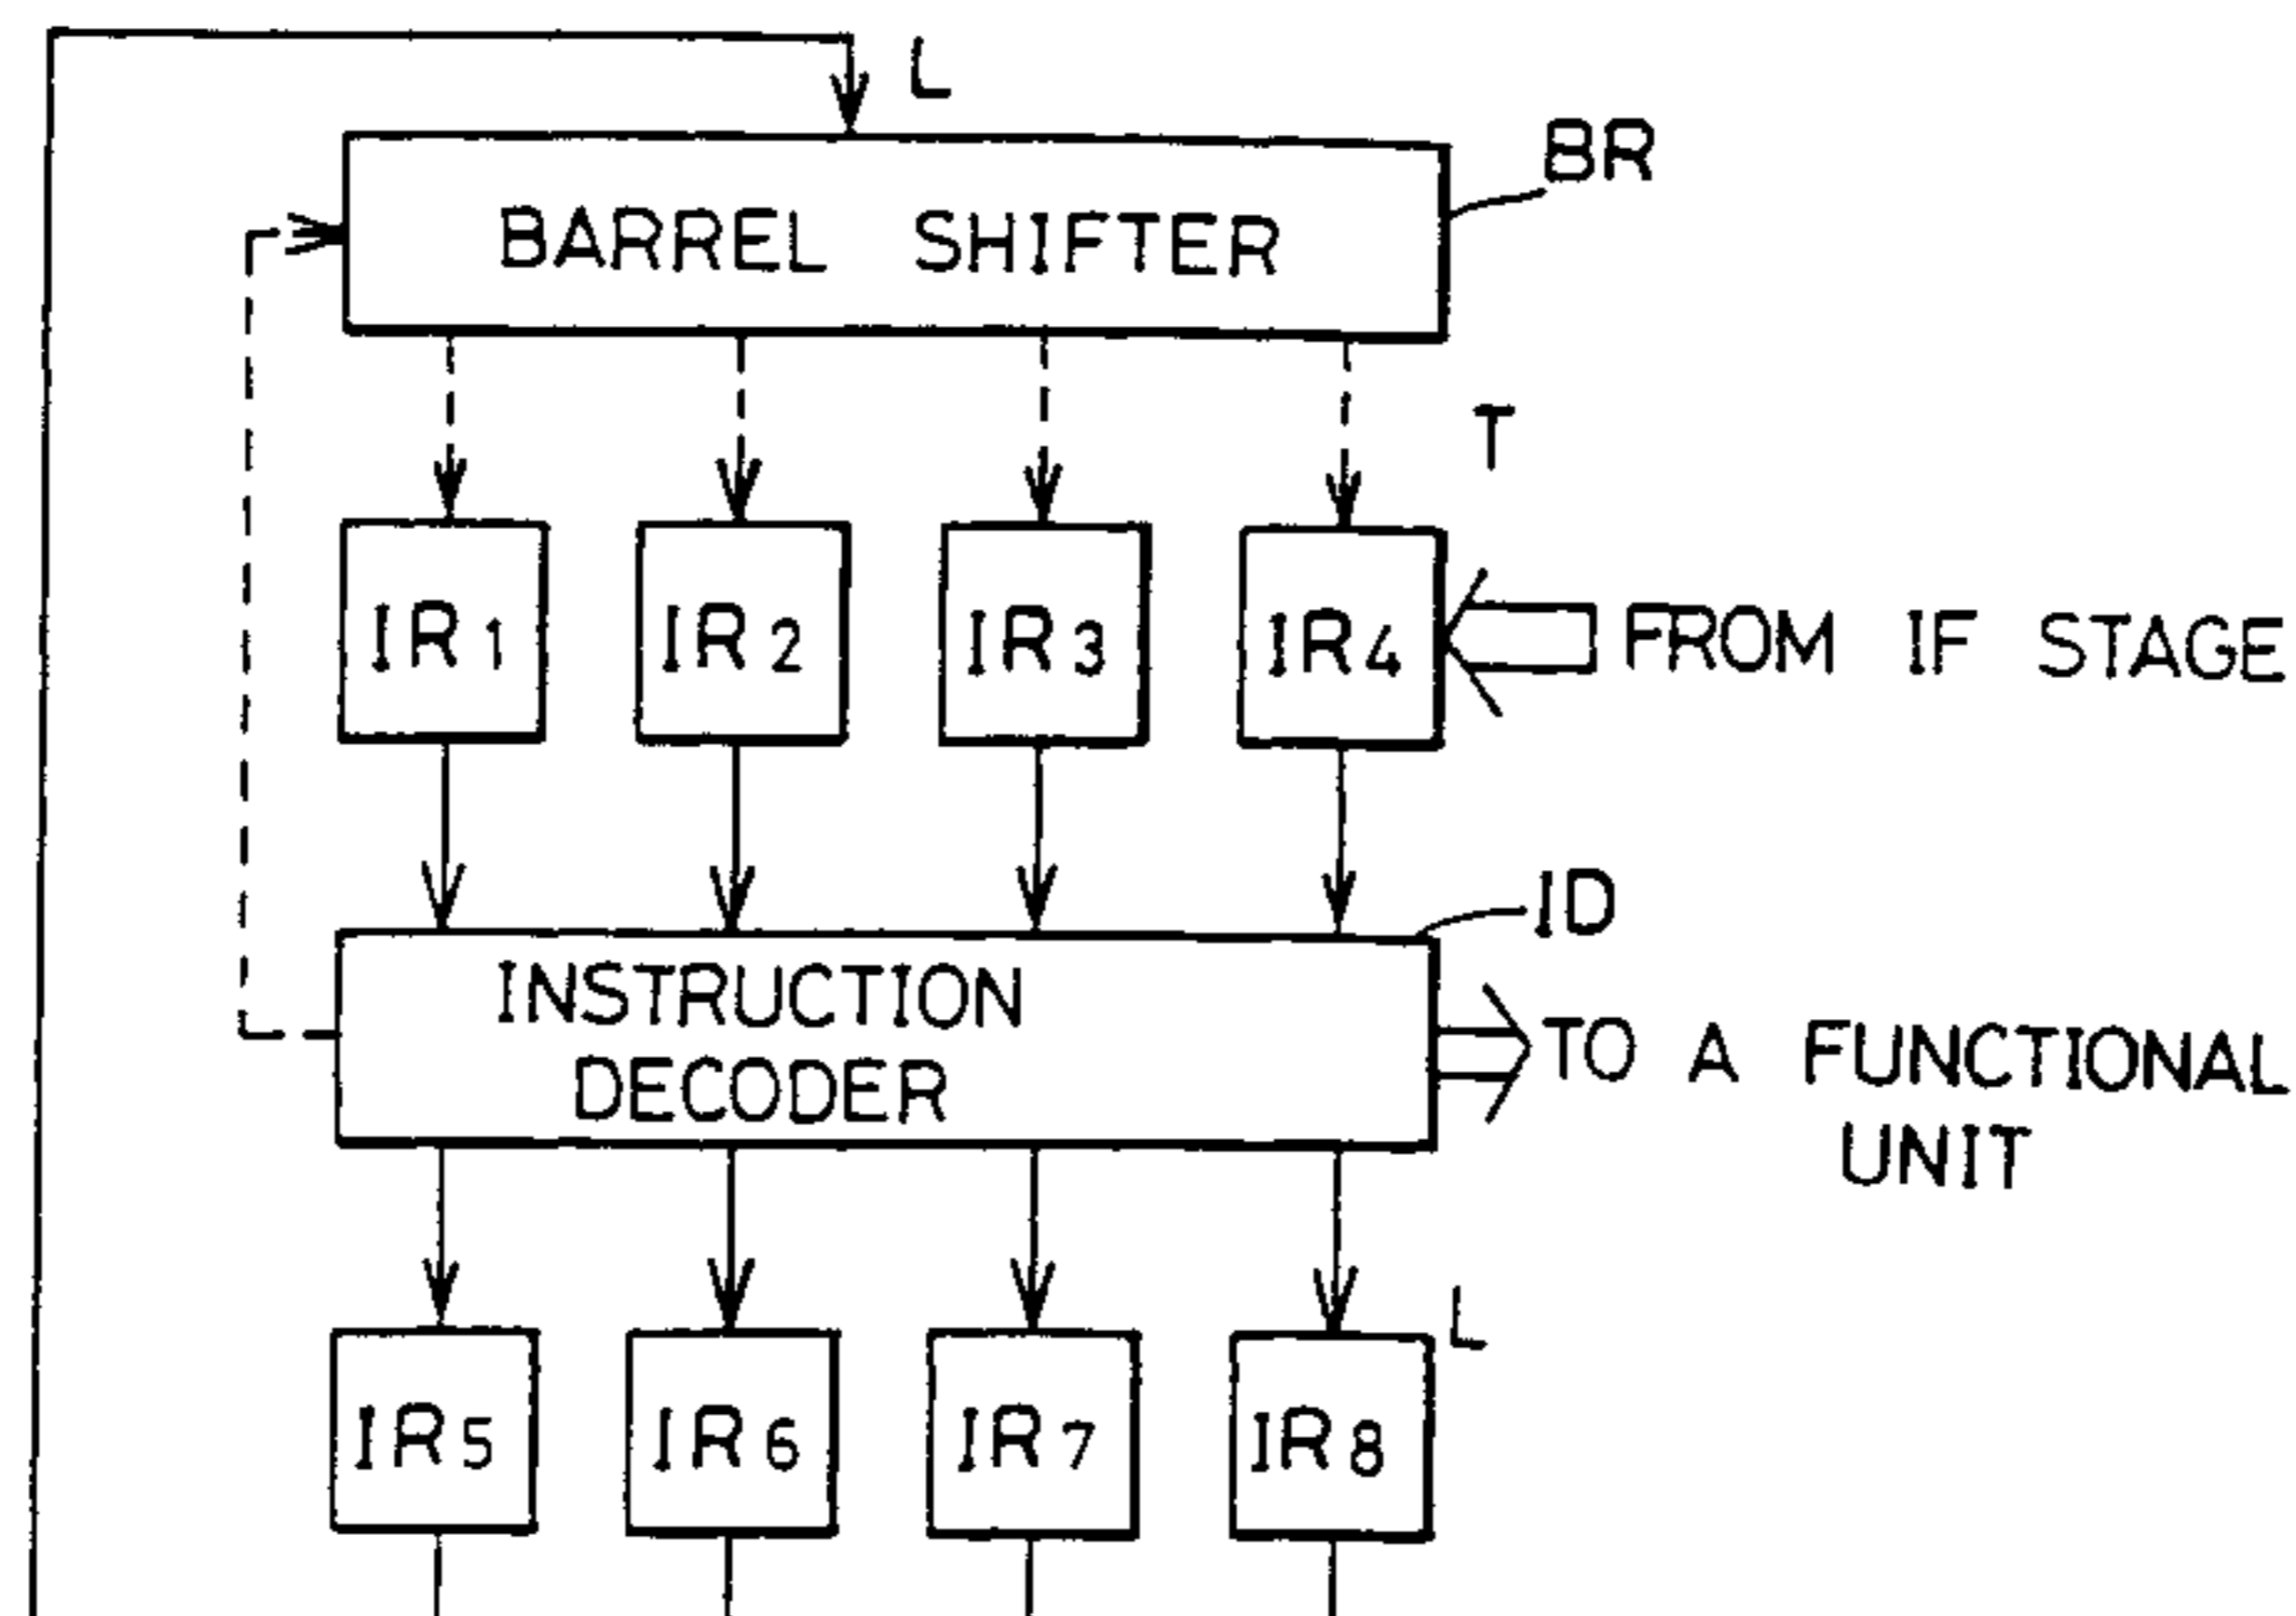 L
BR
BARREL SHIFTER
T
IR1
IR2
IR3
IR4
FROM IF STAGE
ID
INSTRUCTION
DECODER
TO A FUNCTIONAL
UNIT
L
IR5
IR6
IR7
IR8